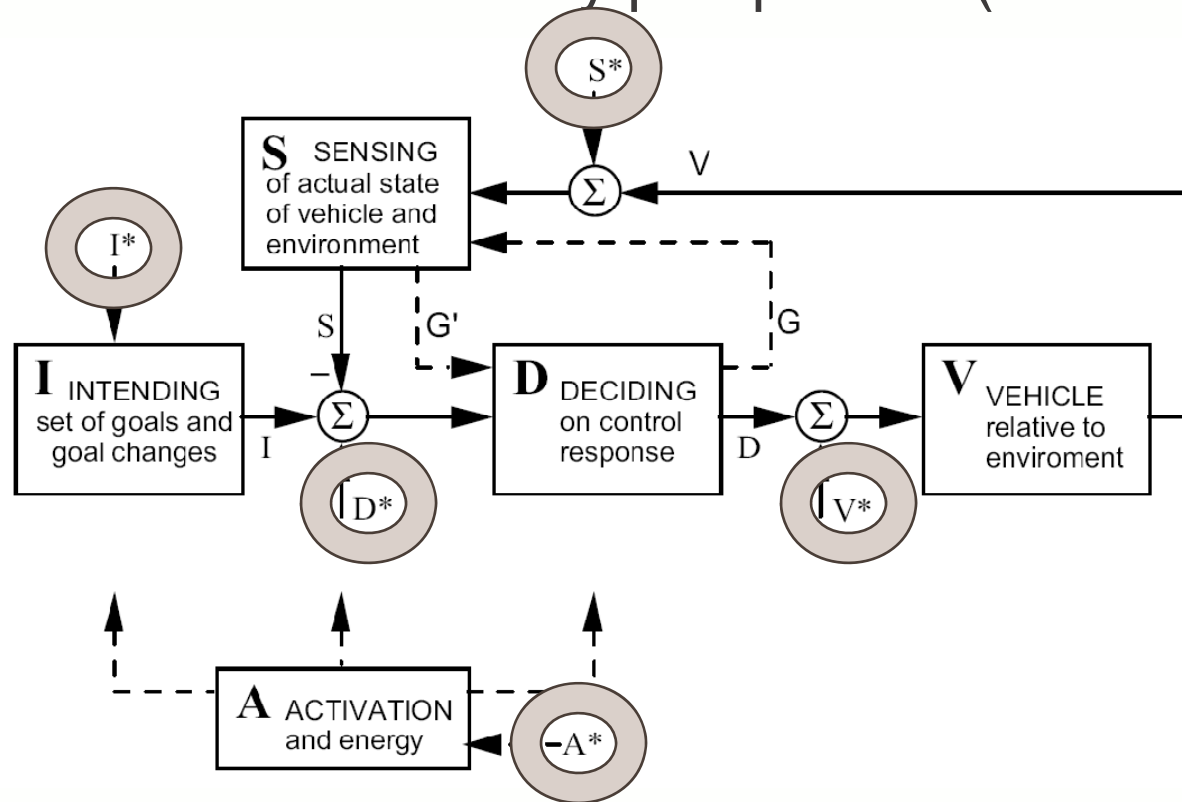 S*
S SENSING
of actual state
of vehicle and
environment
Σ
V
I*
S
G'
G
I INTENDING
set of goals and
goal changes
I
–
Σ
D DECIDING
on control
response
D
Σ
V VEHICLE
relative to
enviroment
D*
V*
A ACTIVATION
and energy
A*